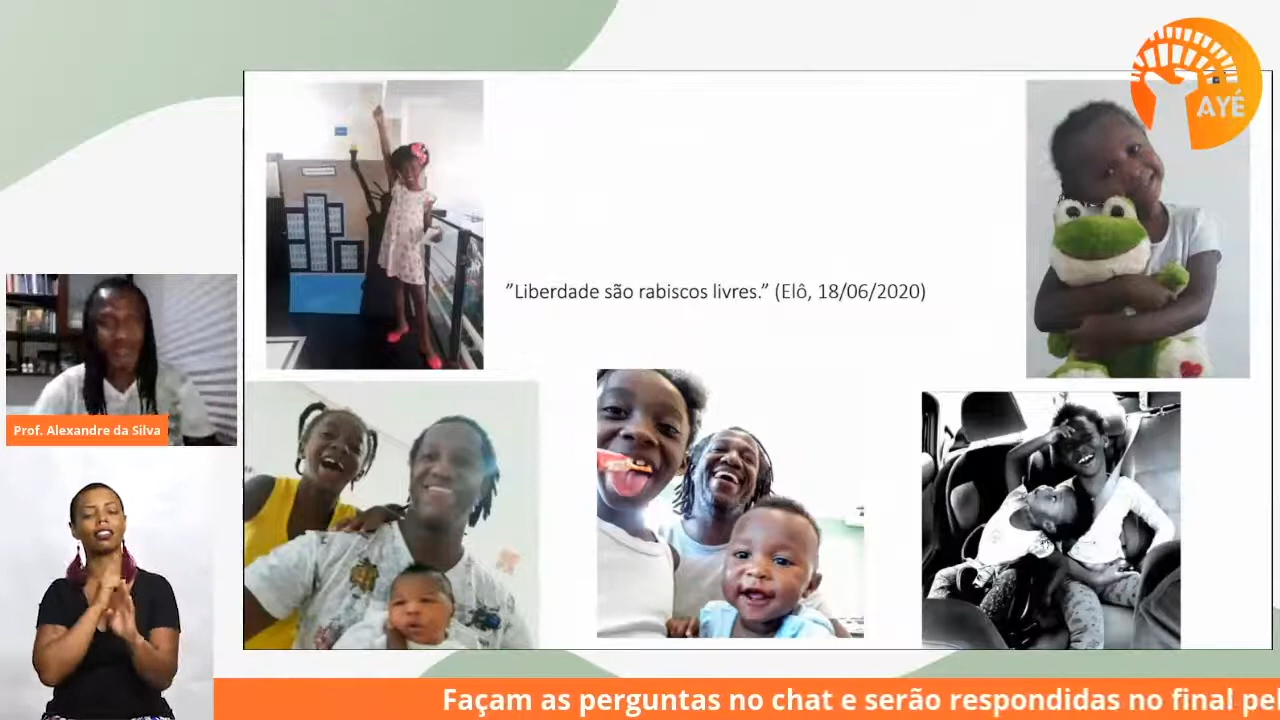 AYÉ
”Liberdade são rabiscos livres.” (Elô, 18/06/2020)
Prof. Alexandre da Silva
Façam as perguntas no chat e serão respondidas no final pe